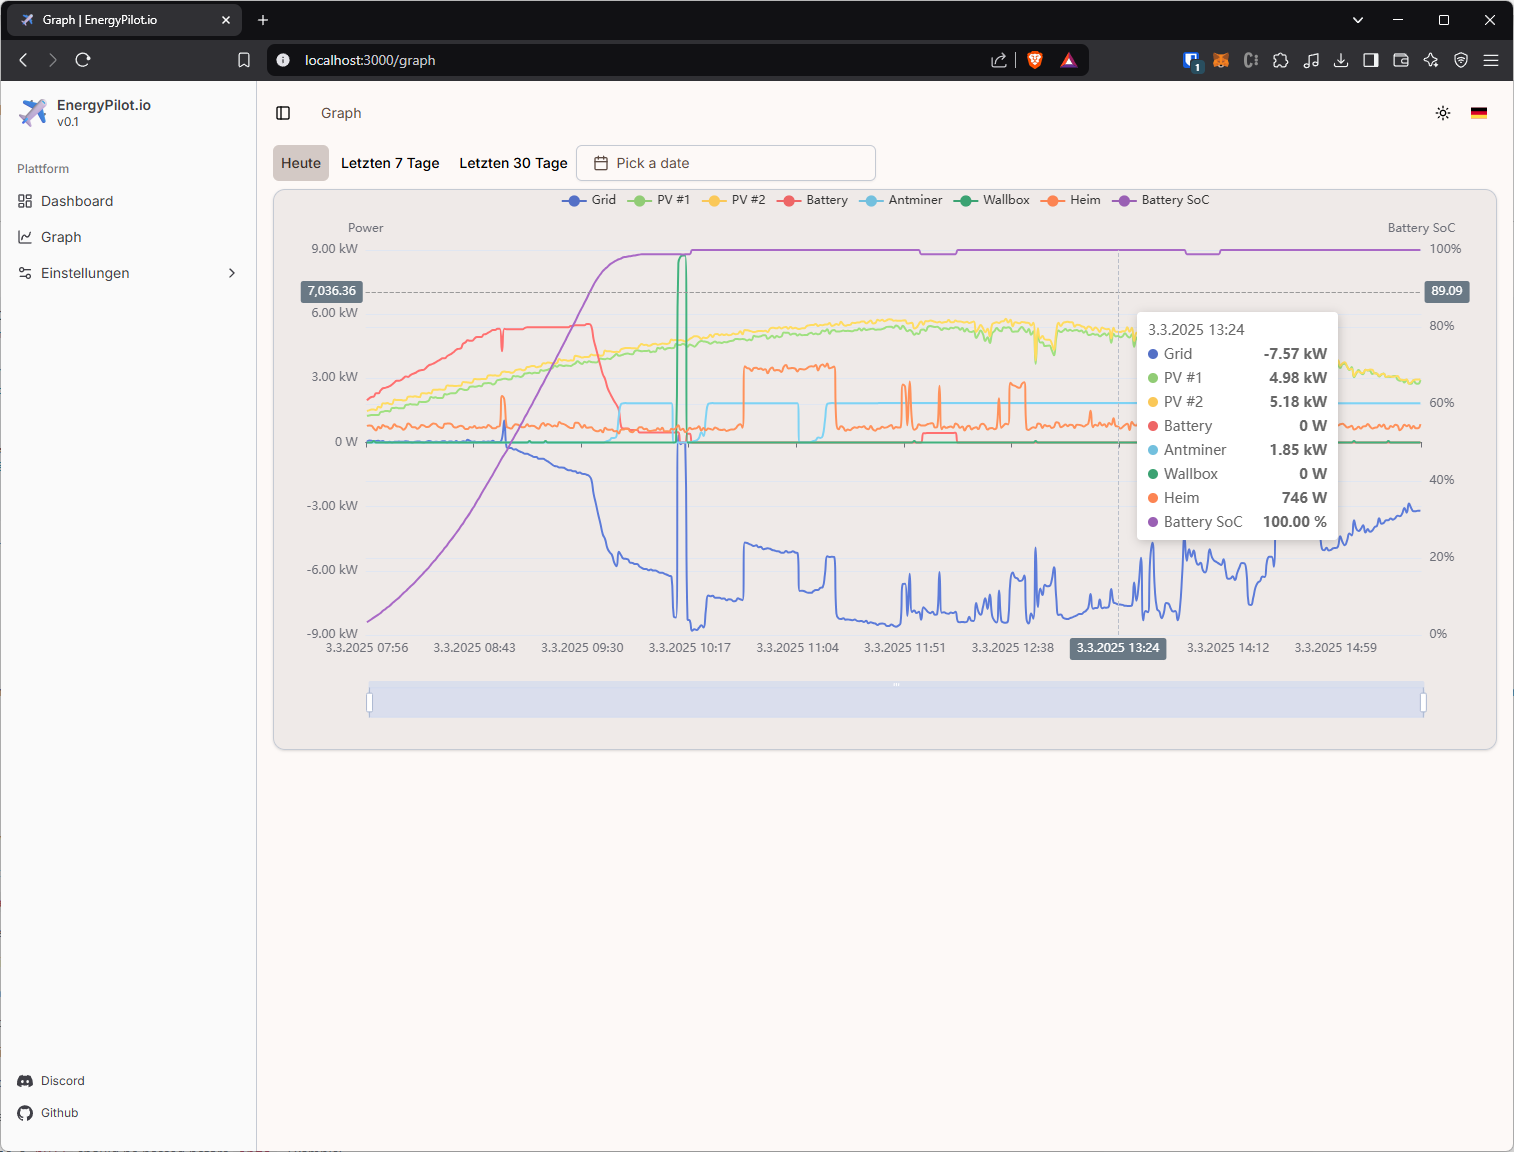 Graph | EnergyPilot.io
localhost:3000/graph
1
EnergyPilot.io
v0.1
Graph
Plattform
Dashboard
Graph
Einstellungen
Heute Letzten 7 Tage Letzten 30 Tage Pick a date
Grid PV #1 PV #2 Battery Antminer Wallbox Heim Battery SoC
Power Battery SoC
9.00 kW 100%
7,036.36 89.09
6.00 kW 80%
3.00 kW 60%
0 W
40%
-3.00 kW
20%
-6.00 kW
-9.00 kW 0%
3.3.2025 13:24
Grid -7.57 kW
PV #1 4.98 kW
PV #2 5.18 kW
Battery 0 W
Antminer 1.85 kW
Wallbox 0 W
Heim 746 W
Battery SoC 100.00 %
3.3.2025 07:56 3.3.2025 08:43 3.3.2025 09:30 3.3.2025 10:17 3.3.2025 11:04 3.3.2025 11:51 3.3.2025 12:38 3.3.2025 13:24 3.3.2025 14:12 3.3.2025 14:59
Discord
Github